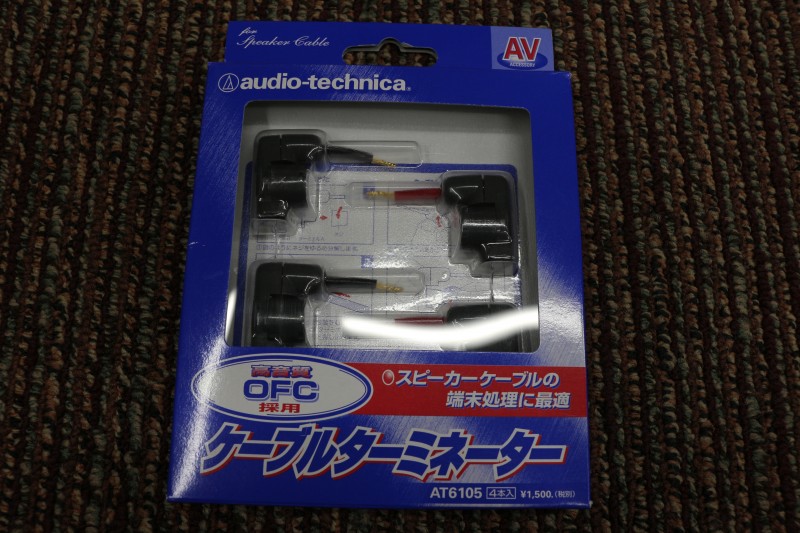 for
Speaker Cable
AV
audio-technica
高音質
OFC
採用
スピーカーケーブルの
端末処理に最適
ケーブルターミネーター
AT6105 4本入 ¥1,500.(税別)